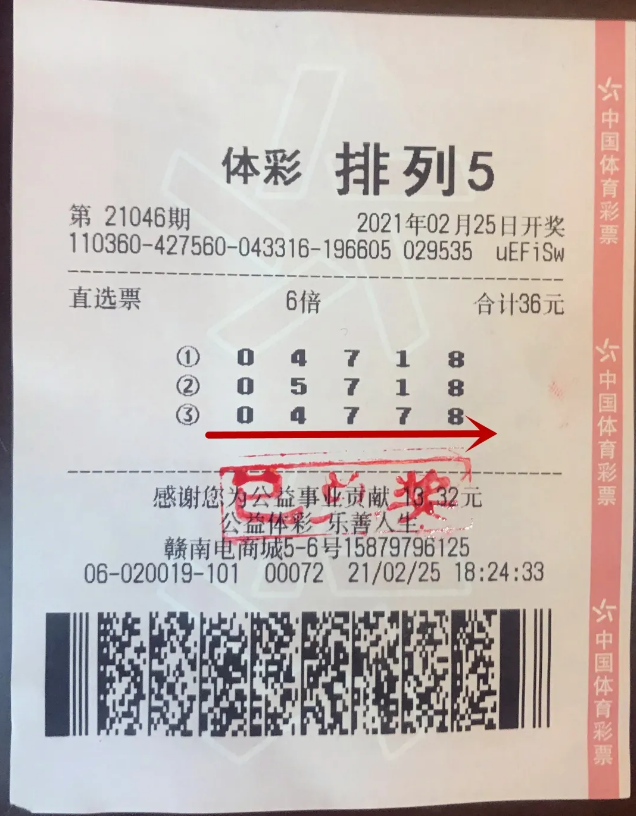 体彩 排列5
第 21046期 2021年02月25日开奖
110360-427560-043316-196605 029535 uEFiSw
直选票 6倍 合计36元
① 0 4 7 1 8
② 0 5 7 1 8
③ 0 4 7 7 8
已兑奖
感谢您为公益事业贡献 13.32元
公益体彩 乐善人生
赣南电商城5-6号15879796125
06-020019-101 00072 21/02/25 18:24:33
中国体育彩票
中国体育彩票
中国体育彩票